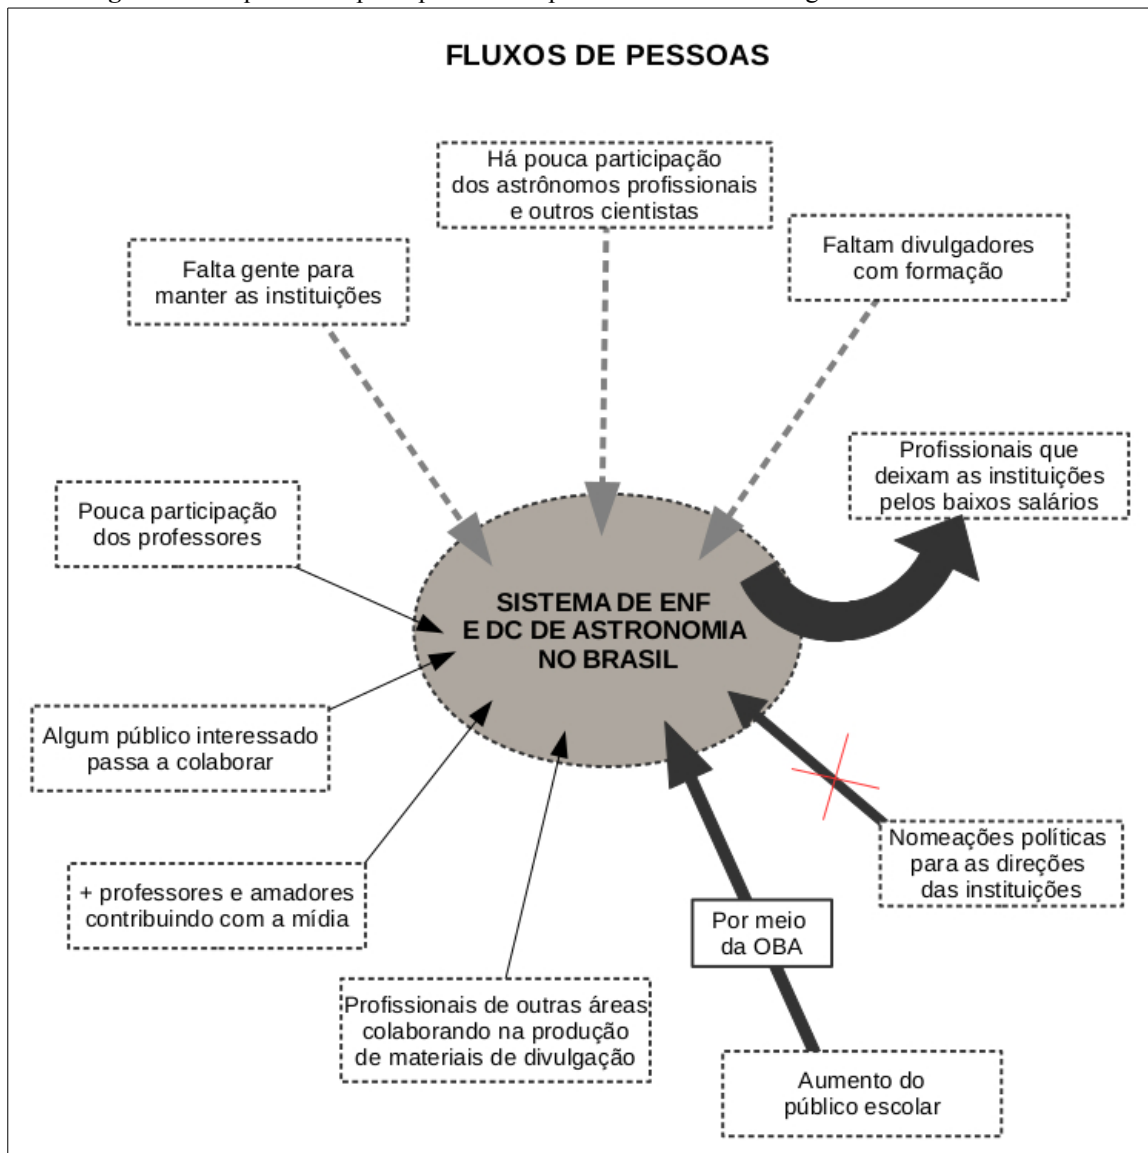 FLUXOS DE PESSOAS
Há pouca participação
dos astrônomos profissionais
e outros cientistas
Faltam divulgadores
com formação
Falta gente para
manter as instituições
Profissionais que
deixam as instituições
pelos baixos salários
Pouca participação
dos professores
SISTEMA DE ENF
E DC DE ASTRONOMIA
NO BRASIL
Algum público interessado
passa a colaborar
Nomeações políticas
para as direções
das instituições
+ professores e amadores
contribuindo com a mídia
Por meio
da OBA
Profissionais de outras áreas
colaborando na produção
de materiais de divulgação
Aumento do
público escolar